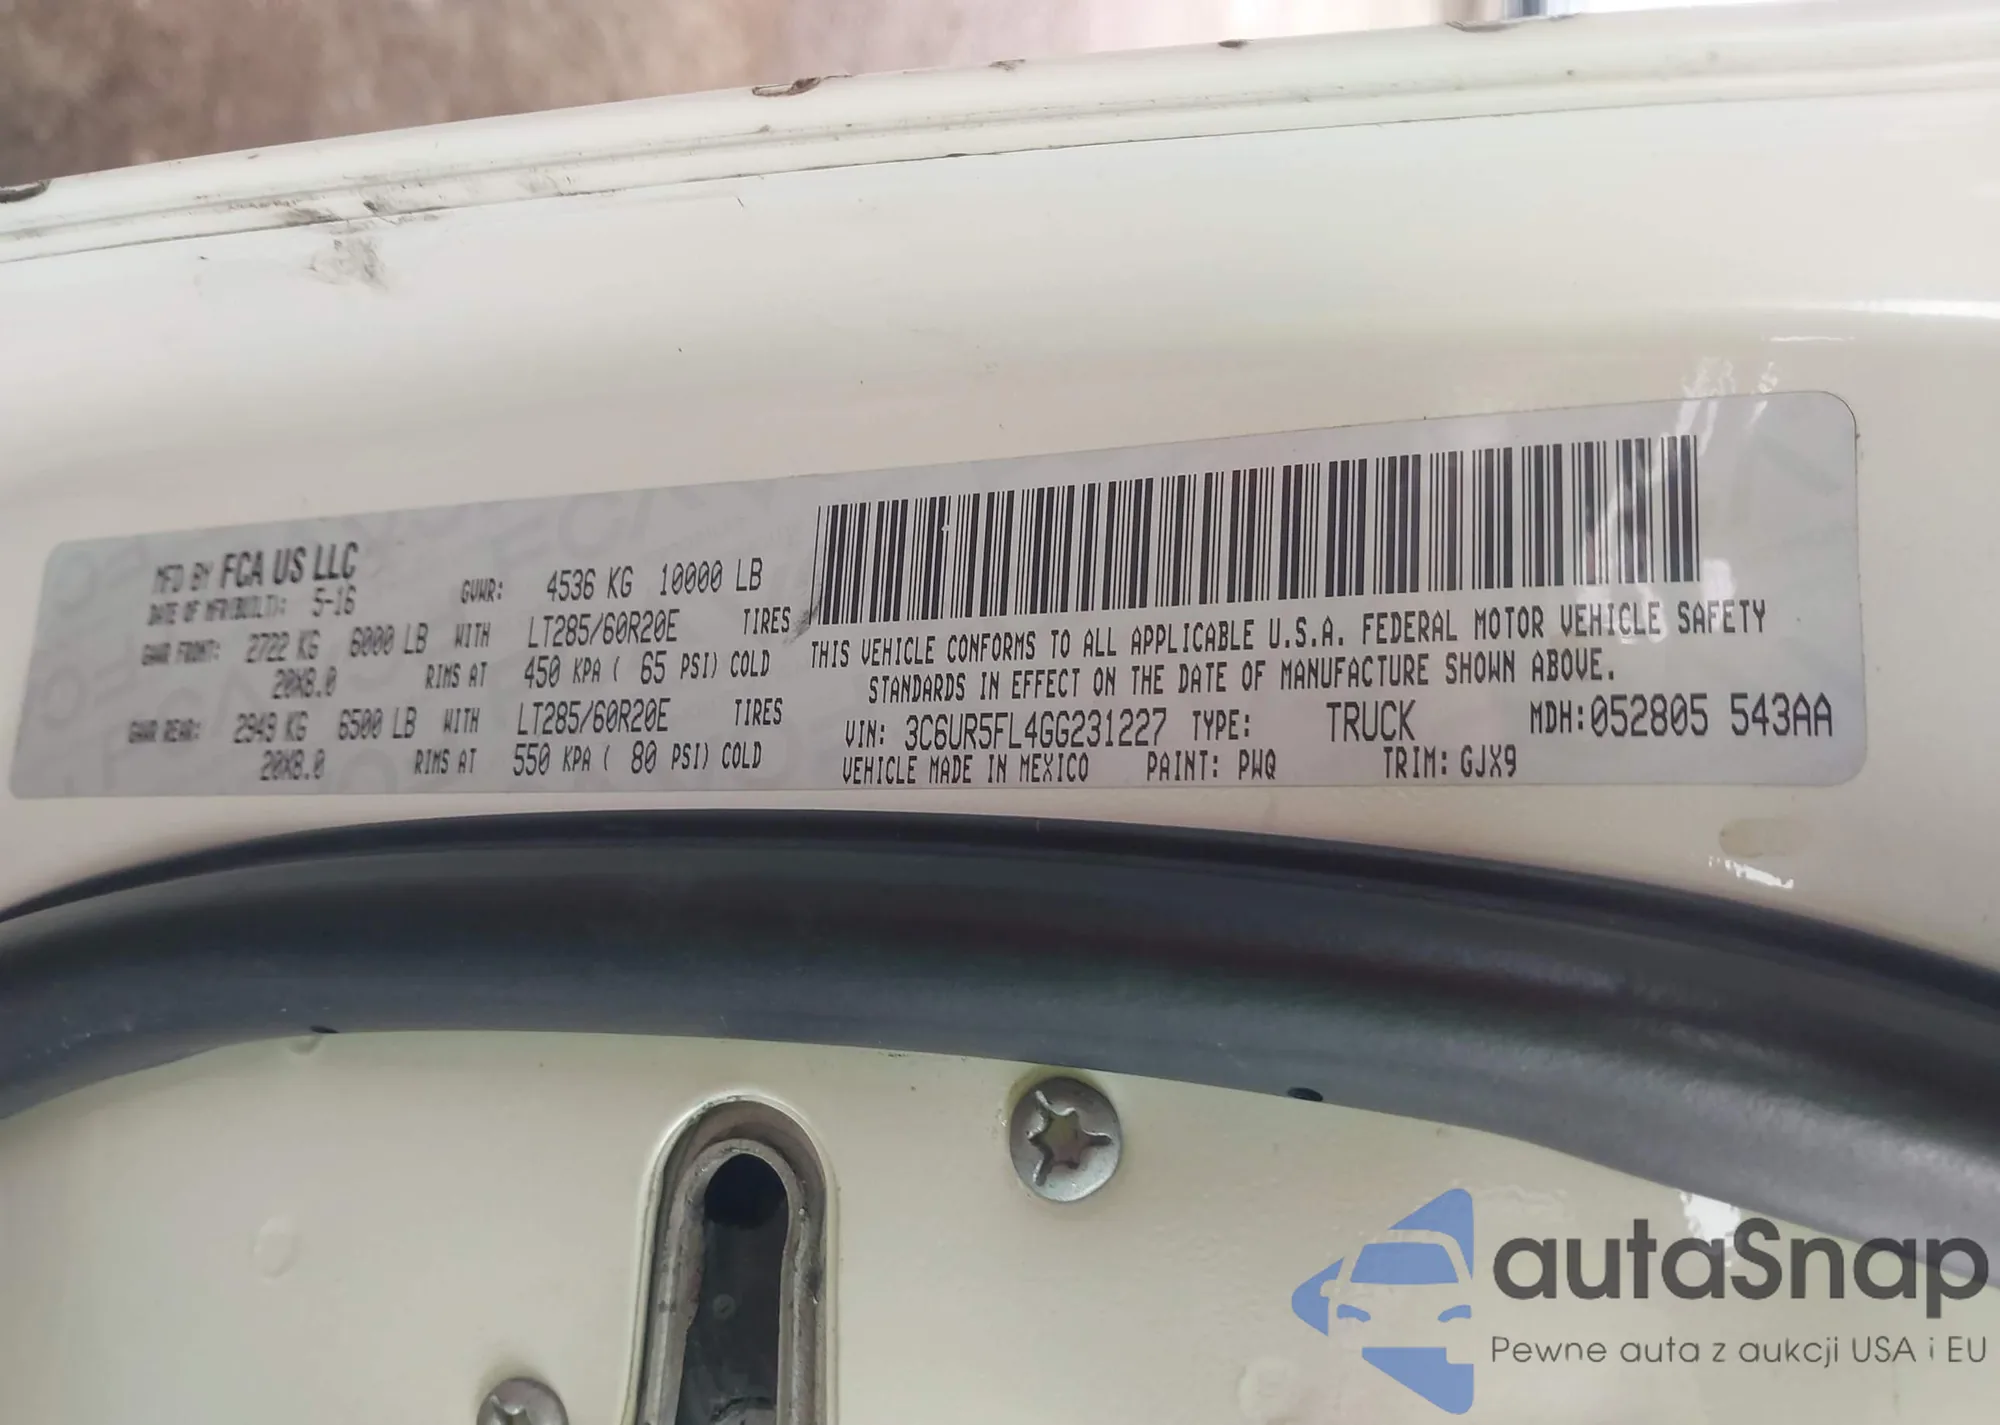 MFD BY FCA US LLC
DATE OF MFR(BUILT): 5-16 GVWR: 4536 KG 10000 LB
GAWR FRONT: 2722 KG 6000 LB WITH LT285/60R20E TIRES
20X8.0 RIMS AT 450 KPA ( 65 PSI) COLD
GAWR REAR: 2949 KG 6500 LB WITH LT285/60R20E TIRES
20X8.0 RIMS AT 550 KPA ( 80 PSI) COLD
THIS VEHICLE CONFORMS TO ALL APPLICABLE U.S.A. FEDERAL MOTOR VEHICLE SAFETY
STANDARDS IN EFFECT ON THE DATE OF MANUFACTURE SHOWN ABOVE.
VIN: 3C6UR5FL4GG231227 TYPE: TRUCK MDH:052805 543AA
VEHICLE MADE IN MEXICO PAINT: PWQ TRIM: GJX9
autaSnap
Pewne auta z aukcji USA i EU